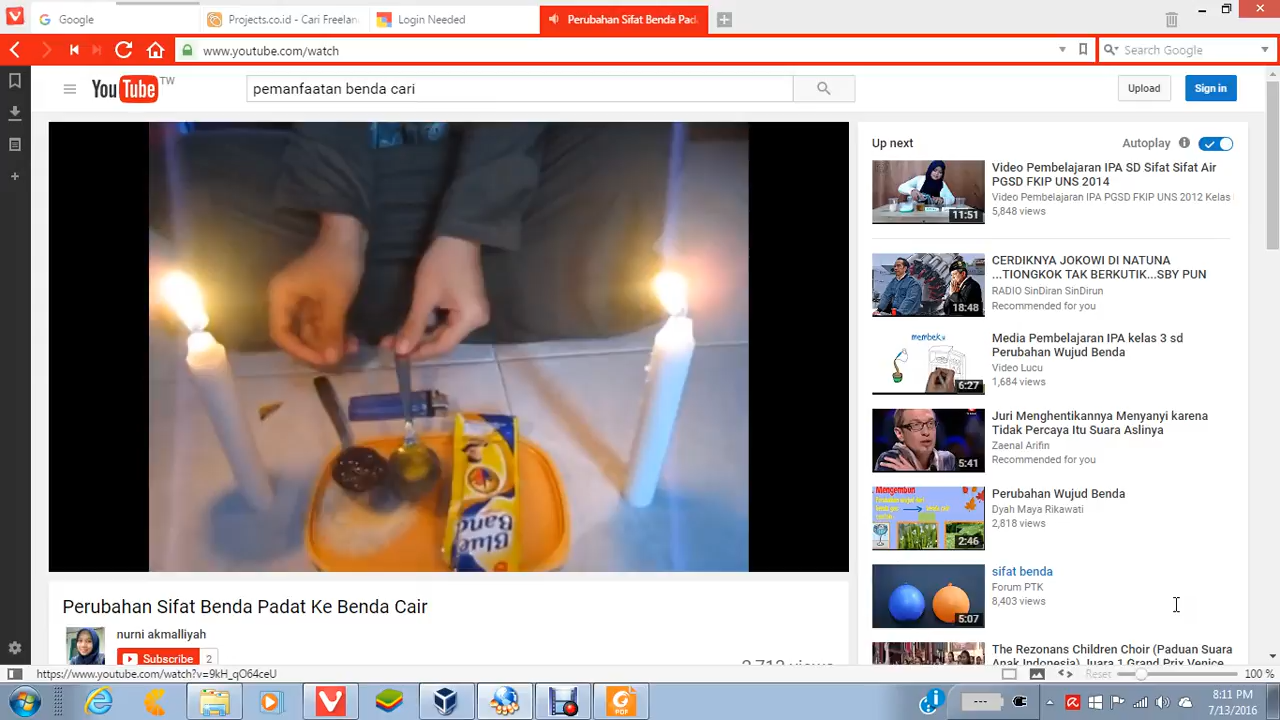 Google
Projects.co.id - Cari Freelan
Login Needed
Perubahan Sifat Benda Pad
www.youtube.com/watch
Search Google
YouTube TW
pemanfaatan benda cari
Upload
Sign in
Up next
Autoplay
Video Pembelajaran IPA SD Sifat Sifat Air
PGSD FKIP UNS 2014
Video Pembelajaran IPA PGSD FKIP UNS 2012 Kelas
5,848 views
11:51
CERDIKNYA JOKOWI DI NATUNA
...TIONGKOK TAK BERKUTIK...SBY PUN
RADIO SinDiran SinDirun
Recommended for you
18:48
membeku
Media Pembelajaran IPA kelas 3 sd
Perubahan Wujud Benda
Video Lucu
1,684 views
6:27
Juri Menghentikannya Menyanyi karena
Tidak Percaya Itu Suara Aslinya
Zaenal Arifin
Recommended for you
5:41
Mengembun
Perubahan Wujud Benda
Dyah Maya Rikawati
2,818 views
2:46
sifat benda
Forum PTK
8,403 views
5:07
The Rezonans Children Choir (Paduan Suara
Anak Indonesia) Juara 1 Grand Prix Venice
Blue
Band
Perubahan Sifat Benda Padat Ke Benda Cair
nurni akmalliyah
Subscribe 2
2,712 views
https://www.youtube.com/watch?v=9kH_qO64ceU
Reset
100 %
PDF
8:11 PM
7/13/2016